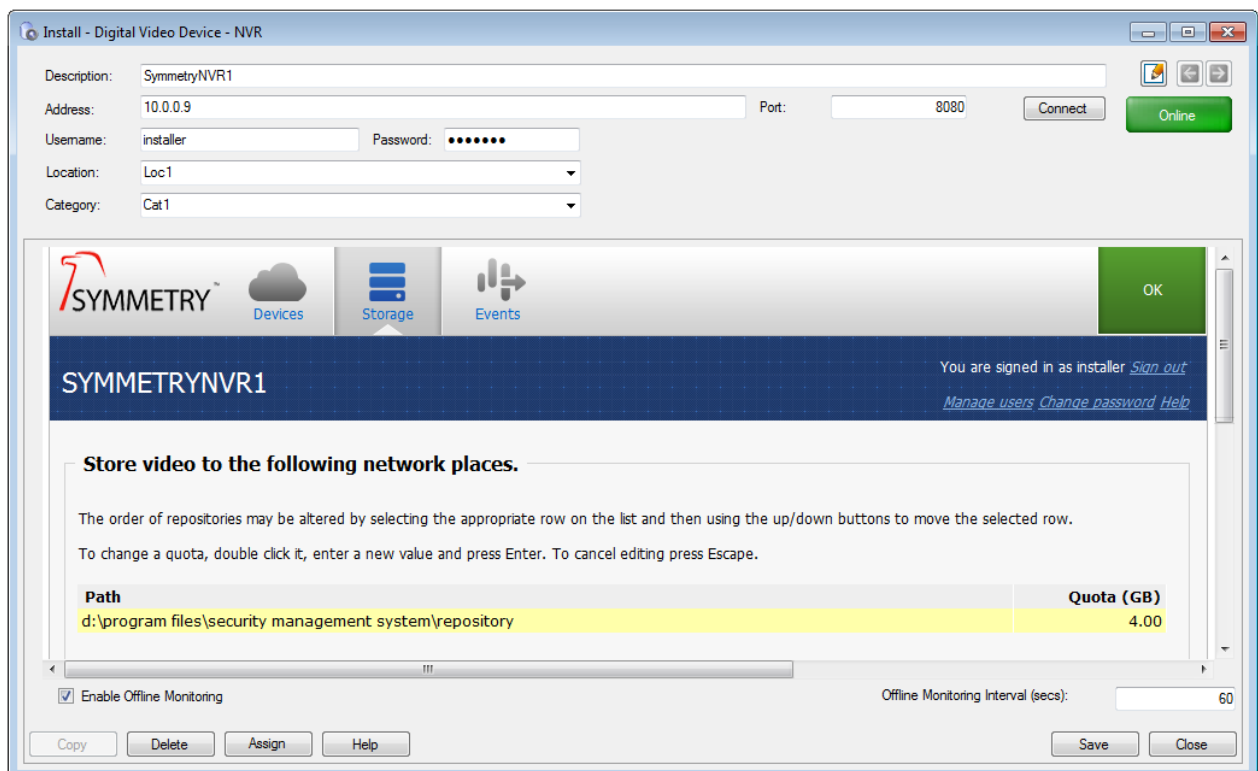 Install - Digital Video Device - NVR
Description: SymmetryNVR1
Address: 10.0.0.9 Port: 8080 Connect Online
Username: installer Password: •••••••
Location: Loc1
Category: Cat1
SYMMETRY™ Devices Storage Events OK
SYMMETRYNVR1
You are signed in as installer Sign out
Manage users Change password Help
Store video to the following network places.
The order of repositories may be altered by selecting the appropriate row on the list and then using the up/down buttons to move the selected row.
To change a quota, double click it, enter a new value and press Enter. To cancel editing press Escape.
Path Quota (GB)
d:\program files\security management system\repository 4.00
Enable Offline Monitoring Offline Monitoring Interval (secs): 60
Copy Delete Assign Help Save Close